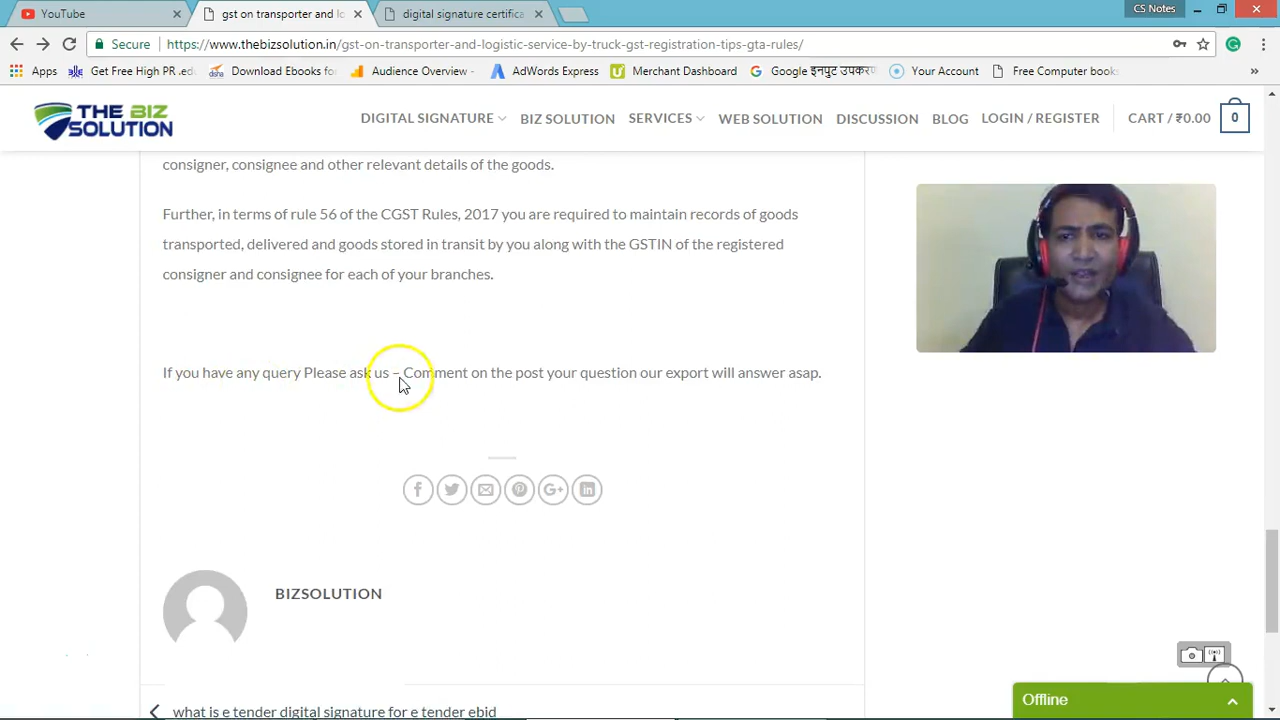 YouTube
gst on transporter and lo
digital signature certifica
CS Notes
Secure
https://www.thebizsolution.in/gst-on-transporter-and-logistic-service-by-truck-gst-registration-tips-gta-rules/
Apps
Get Free High PR .ed
Download Ebooks fo
Audience Overview -
AdWords Express
Merchant Dashboard
Google इनपुट उपकरण
Your Account
Free Computer book
THE BIZ
SOLUTION
DIGITAL SIGNATURE
BIZ SOLUTION
SERVICES
WEB SOLUTION
DISCUSSION
BLOG
LOGIN / REGISTER
CART / ₹0.00
0
consigner, consignee and other relevant details of the goods.
Further, in terms of rule 56 of the CGST Rules, 2017 you are required to maintain records of goods
transported, delivered and goods stored in transit by you along with the GSTIN of the registered
consigner and consignee for each of your branches.
If you have any query Please ask us – Comment on the post your question our export will answer asap.
BIZSOLUTION
what is e tender digital signature for e tender ebid
Offline